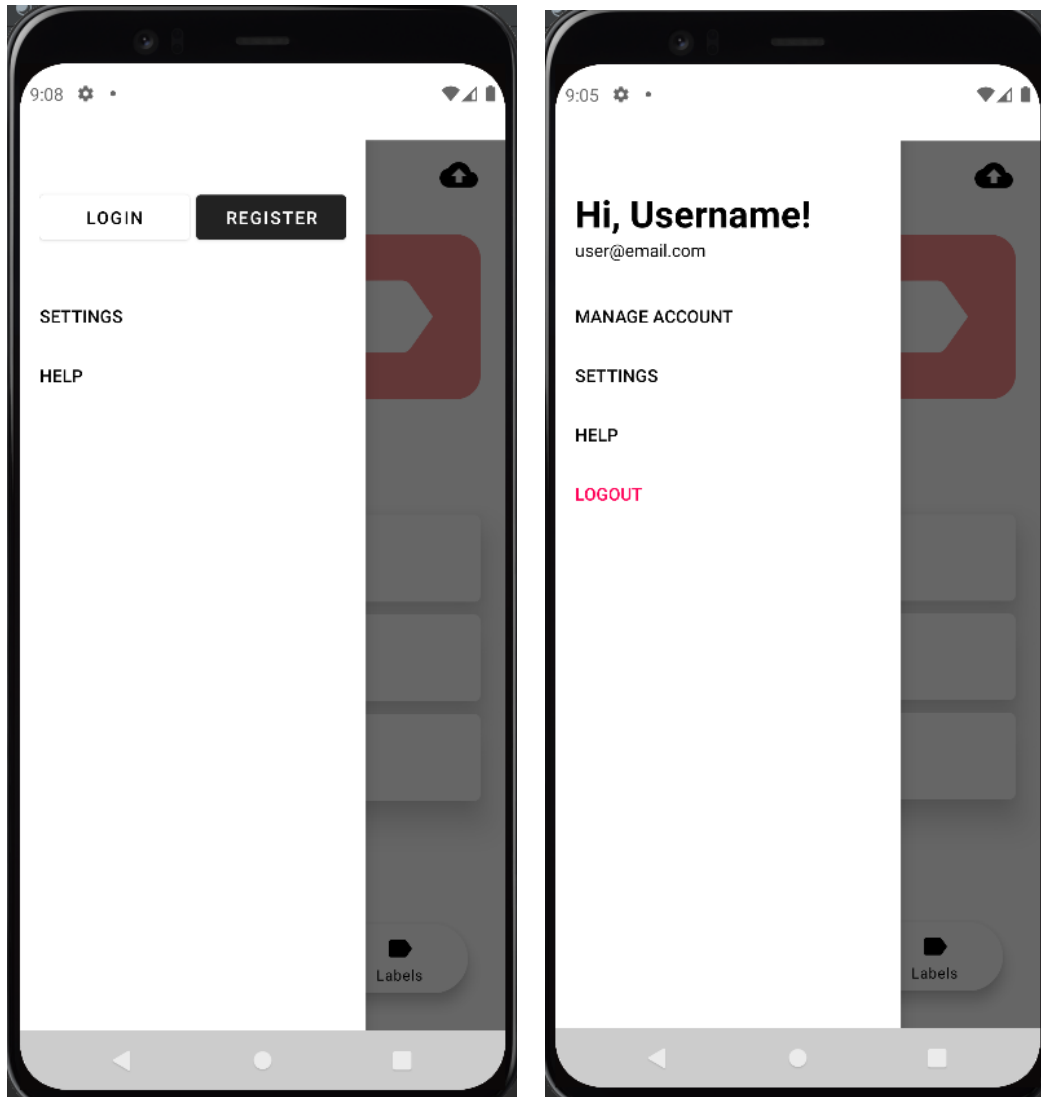 9:08
LOGIN REGISTER
SETTINGS
HELP
Labels
9:05
Hi, Username!
user@email.com
MANAGE ACCOUNT
SETTINGS
HELP
LOGOUT
Labels